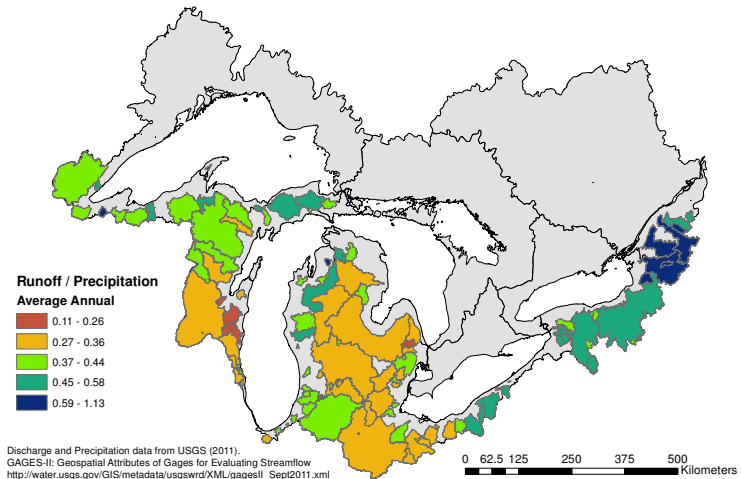 Runoff / Precipitation
Average Annual
0.11 - 0.26
0.27 - 0.36
0.37 - 0.44
0.45 - 0.58
0.59 - 1.13
Discharge and Precipitation data from USGS (2011).
GAGES-II: Geospatial Attributes of Gages for Evaluating Streamflow
http://water.usgs.gov/GIS/metadata/usgswrd/XML/gagesII_Sept2011.xml
0 62.5 125 250 375 500
Kilometers